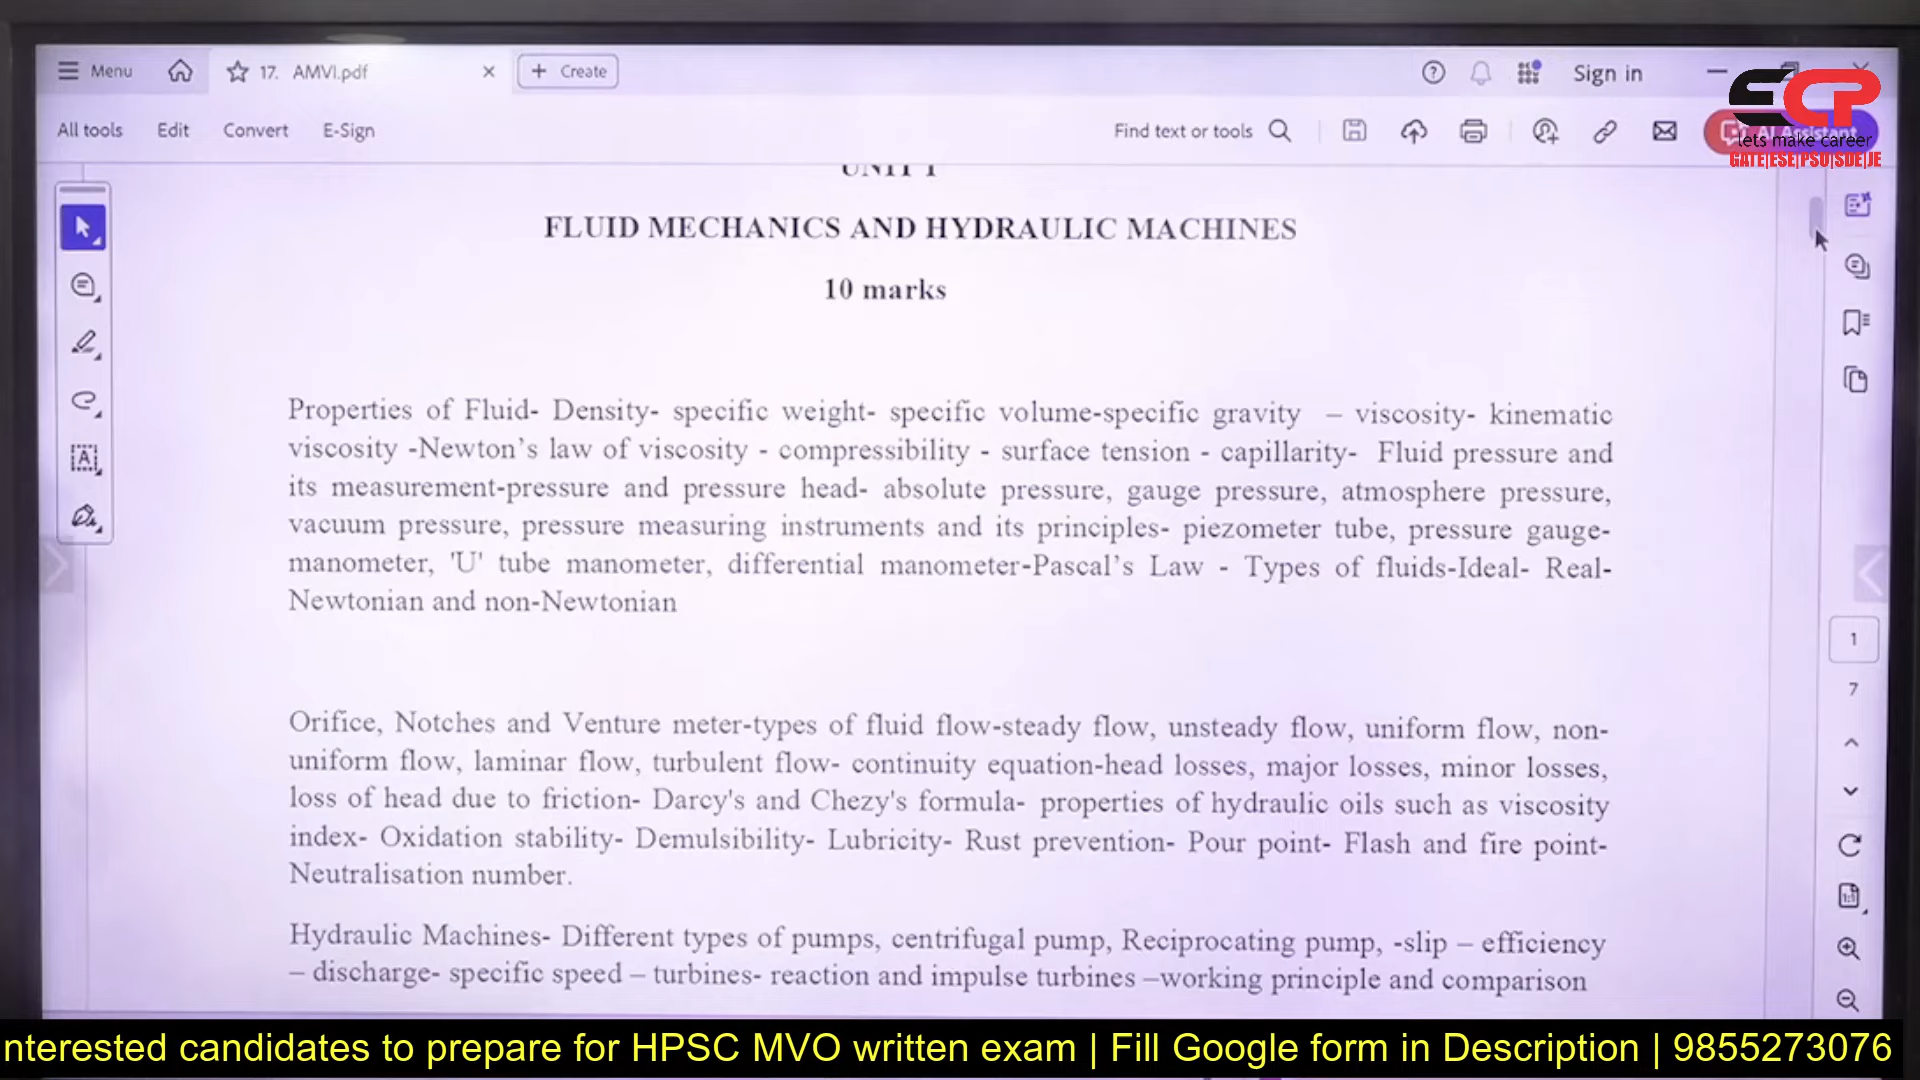 Menu
17. AMVI.pdf
Create
Sign in
All tools Edit Convert E-Sign
Find text or tools
AI Assistant
lets make career
GATE|ESE|PSU|SDE|JE
UNIT I
FLUID MECHANICS AND HYDRAULIC MACHINES
10 marks
Properties of Fluid- Density- specific weight- specific volume-specific gravity – viscosity- kinematic
viscosity -Newton's law of viscosity - compressibility - surface tension - capillarity- Fluid pressure and
its measurement-pressure and pressure head- absolute pressure, gauge pressure, atmosphere pressure,
vacuum pressure, pressure measuring instruments and its principles- piezometer tube, pressure gauge-
manometer, 'U' tube manometer, differential manometer-Pascal's Law - Types of fluids-Ideal- Real-
Newtonian and non-Newtonian
1
7
Orifice, Notches and Venture meter-types of fluid flow-steady flow, unsteady flow, uniform flow, non-
uniform flow, laminar flow, turbulent flow- continuity equation-head losses, major losses, minor losses,
loss of head due to friction- Darcy's and Chezy's formula- properties of hydraulic oils such as viscosity
index- Oxidation stability- Demulsibility- Lubricity- Rust prevention- Pour point- Flash and fire point-
Neutralisation number.
Hydraulic Machines- Different types of pumps, centrifugal pump, Reciprocating pump, -slip – efficiency
– discharge- specific speed – turbines- reaction and impulse turbines –working principle and comparison
nterested candidates to prepare for HPSC MVO written exam | Fill Google form in Description | 9855273076